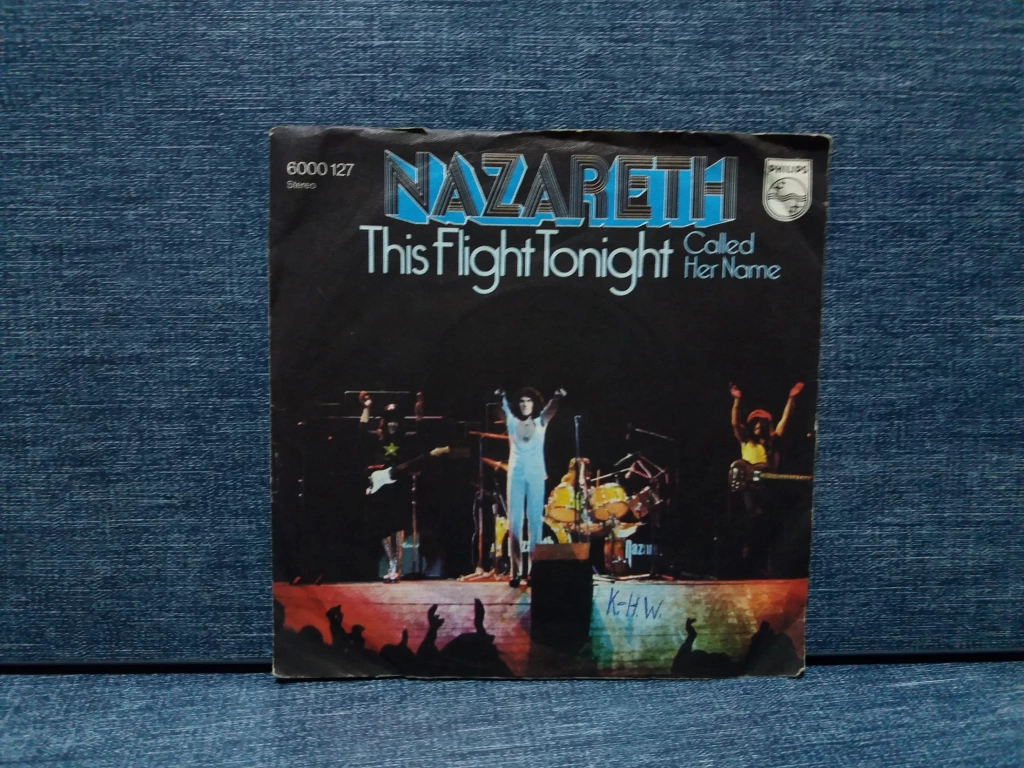 6000 127
Stereo
NAZARETH
PHILIPS
This Flight Tonight
Called
Her Name
K-H.W.